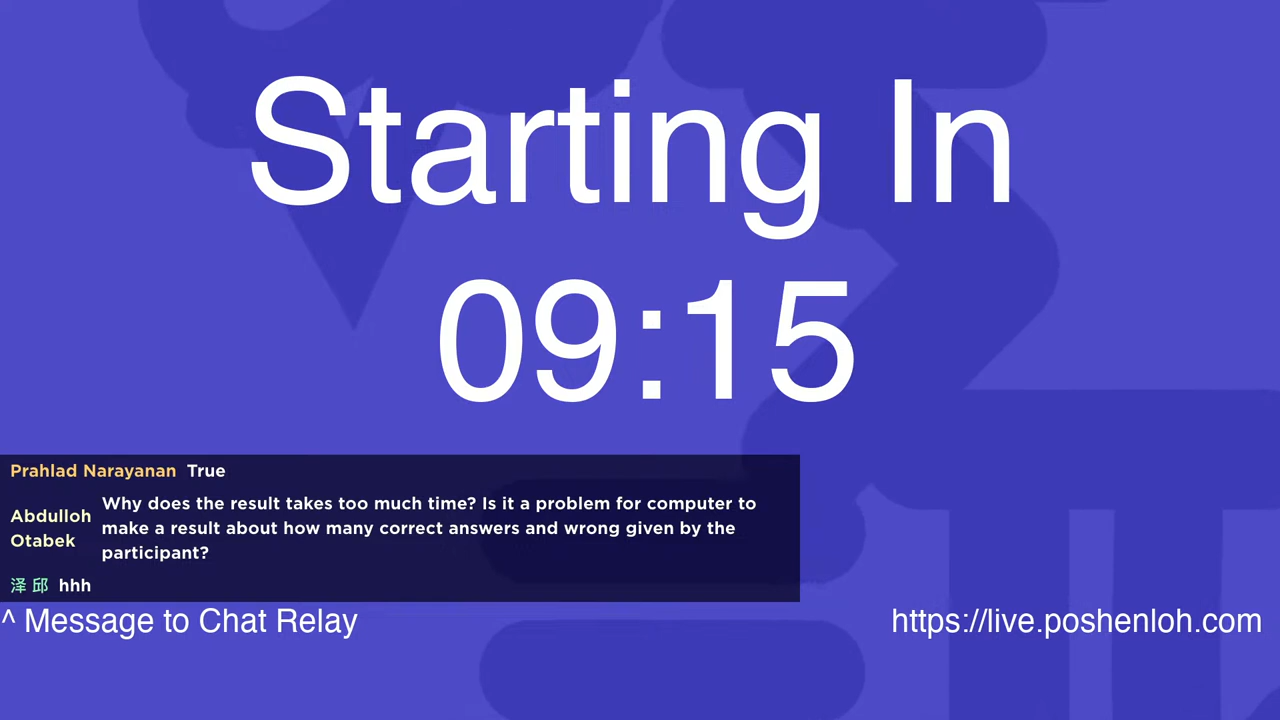 Starting In
09:15
Prahlad Narayanan True
Abdulloh Otabek
Why does the result takes too much time? Is it a problem for computer to
make a result about how many correct answers and wrong given by the
participant?
泽 邱 hhh
^ Message to Chat Relay
https://live.poshenloh.com